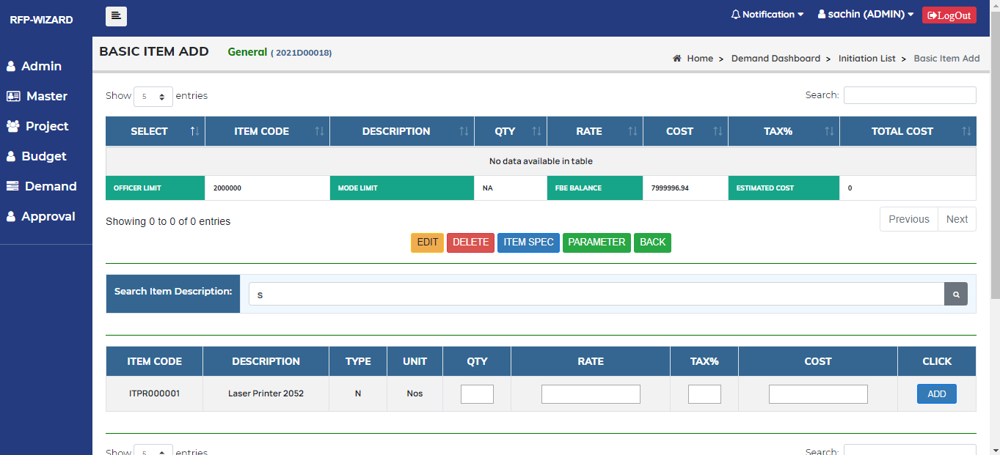 RFP-WIZARD
Notification
sachin (ADMIN)
LogOut
Admin
Master
Project
Budget
Demand
Approval
BASIC ITEM ADD General ( 2021D00018)
Home > Demand Dashboard > Initiation List > Basic Item Add
Show 5 entries
Search:
SELECT ITEM CODE DESCRIPTION QTY RATE COST TAX% TOTAL COST
No data available in table
OFFICER LIMIT 2000000 MODE LIMIT NA FBE BALANCE 7999996.94 ESTIMATED COST 0
Showing 0 to 0 of 0 entries
Previous Next
EDIT DELETE ITEM SPEC PARAMETER BACK
Search Item Description: s
ITEM CODE DESCRIPTION TYPE UNIT QTY RATE TAX% COST CLICK
ITPR000001 Laser Printer 2052 N Nos ADD
Show 5 entries
Search: